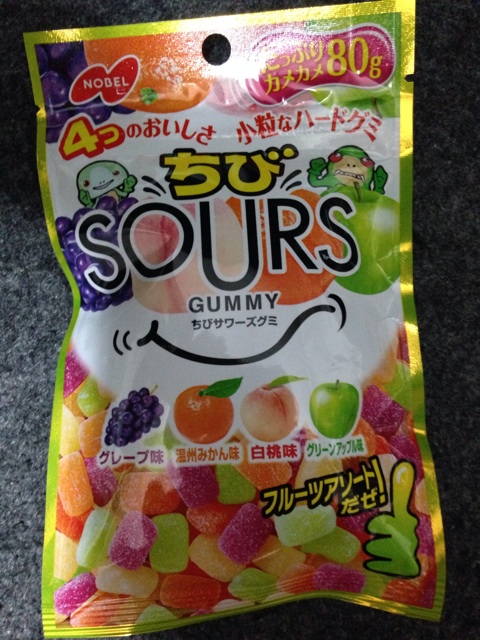 NOBEL
たっぷり
カメカメ80g
4つのおいしさ 小粒なハードグミ
ちび
SOURS
GUMMY
ちびサワーズグミ
グレープ味 温州みかん味 白桃味 グリーンアップル味
フルーツアソート
だぜ!